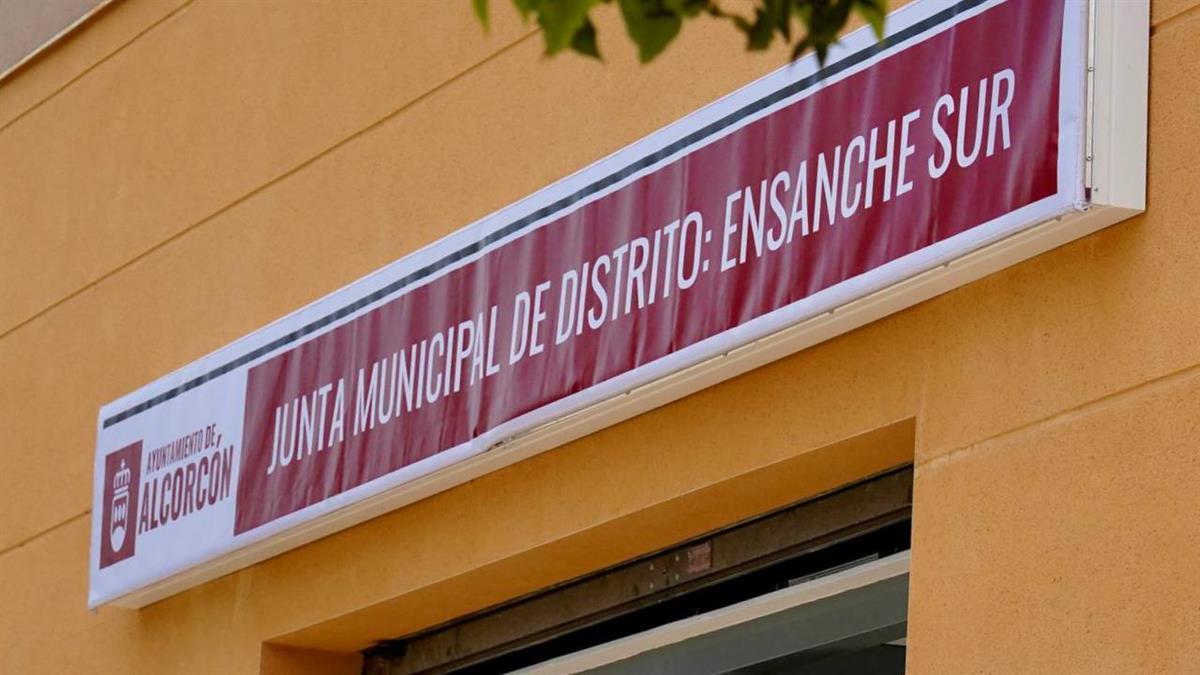 AYUNTAMIENTO DE
ALCORCÓN
JUNTA MUNICIPAL DE DISTRITO: ENSANCHE SUR